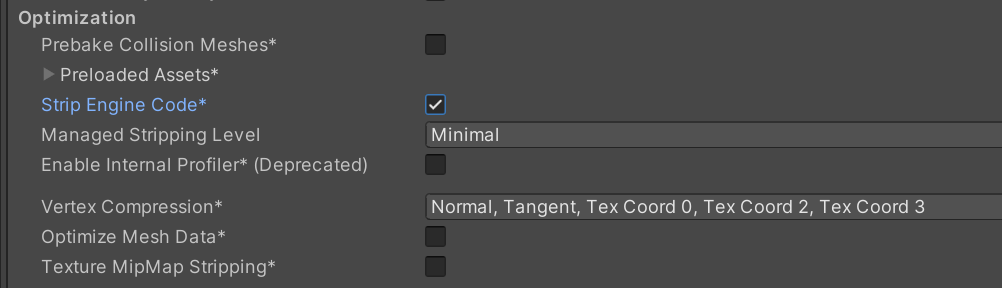 Optimization
Prebake Collision Meshes*
Preloaded Assets*
Strip Engine Code*
Managed Stripping Level Minimal
Enable Internal Profiler* (Deprecated)
Vertex Compression* Normal, Tangent, Tex Coord 0, Tex Coord 2, Tex Coord 3
Optimize Mesh Data*
Texture MipMap Stripping*